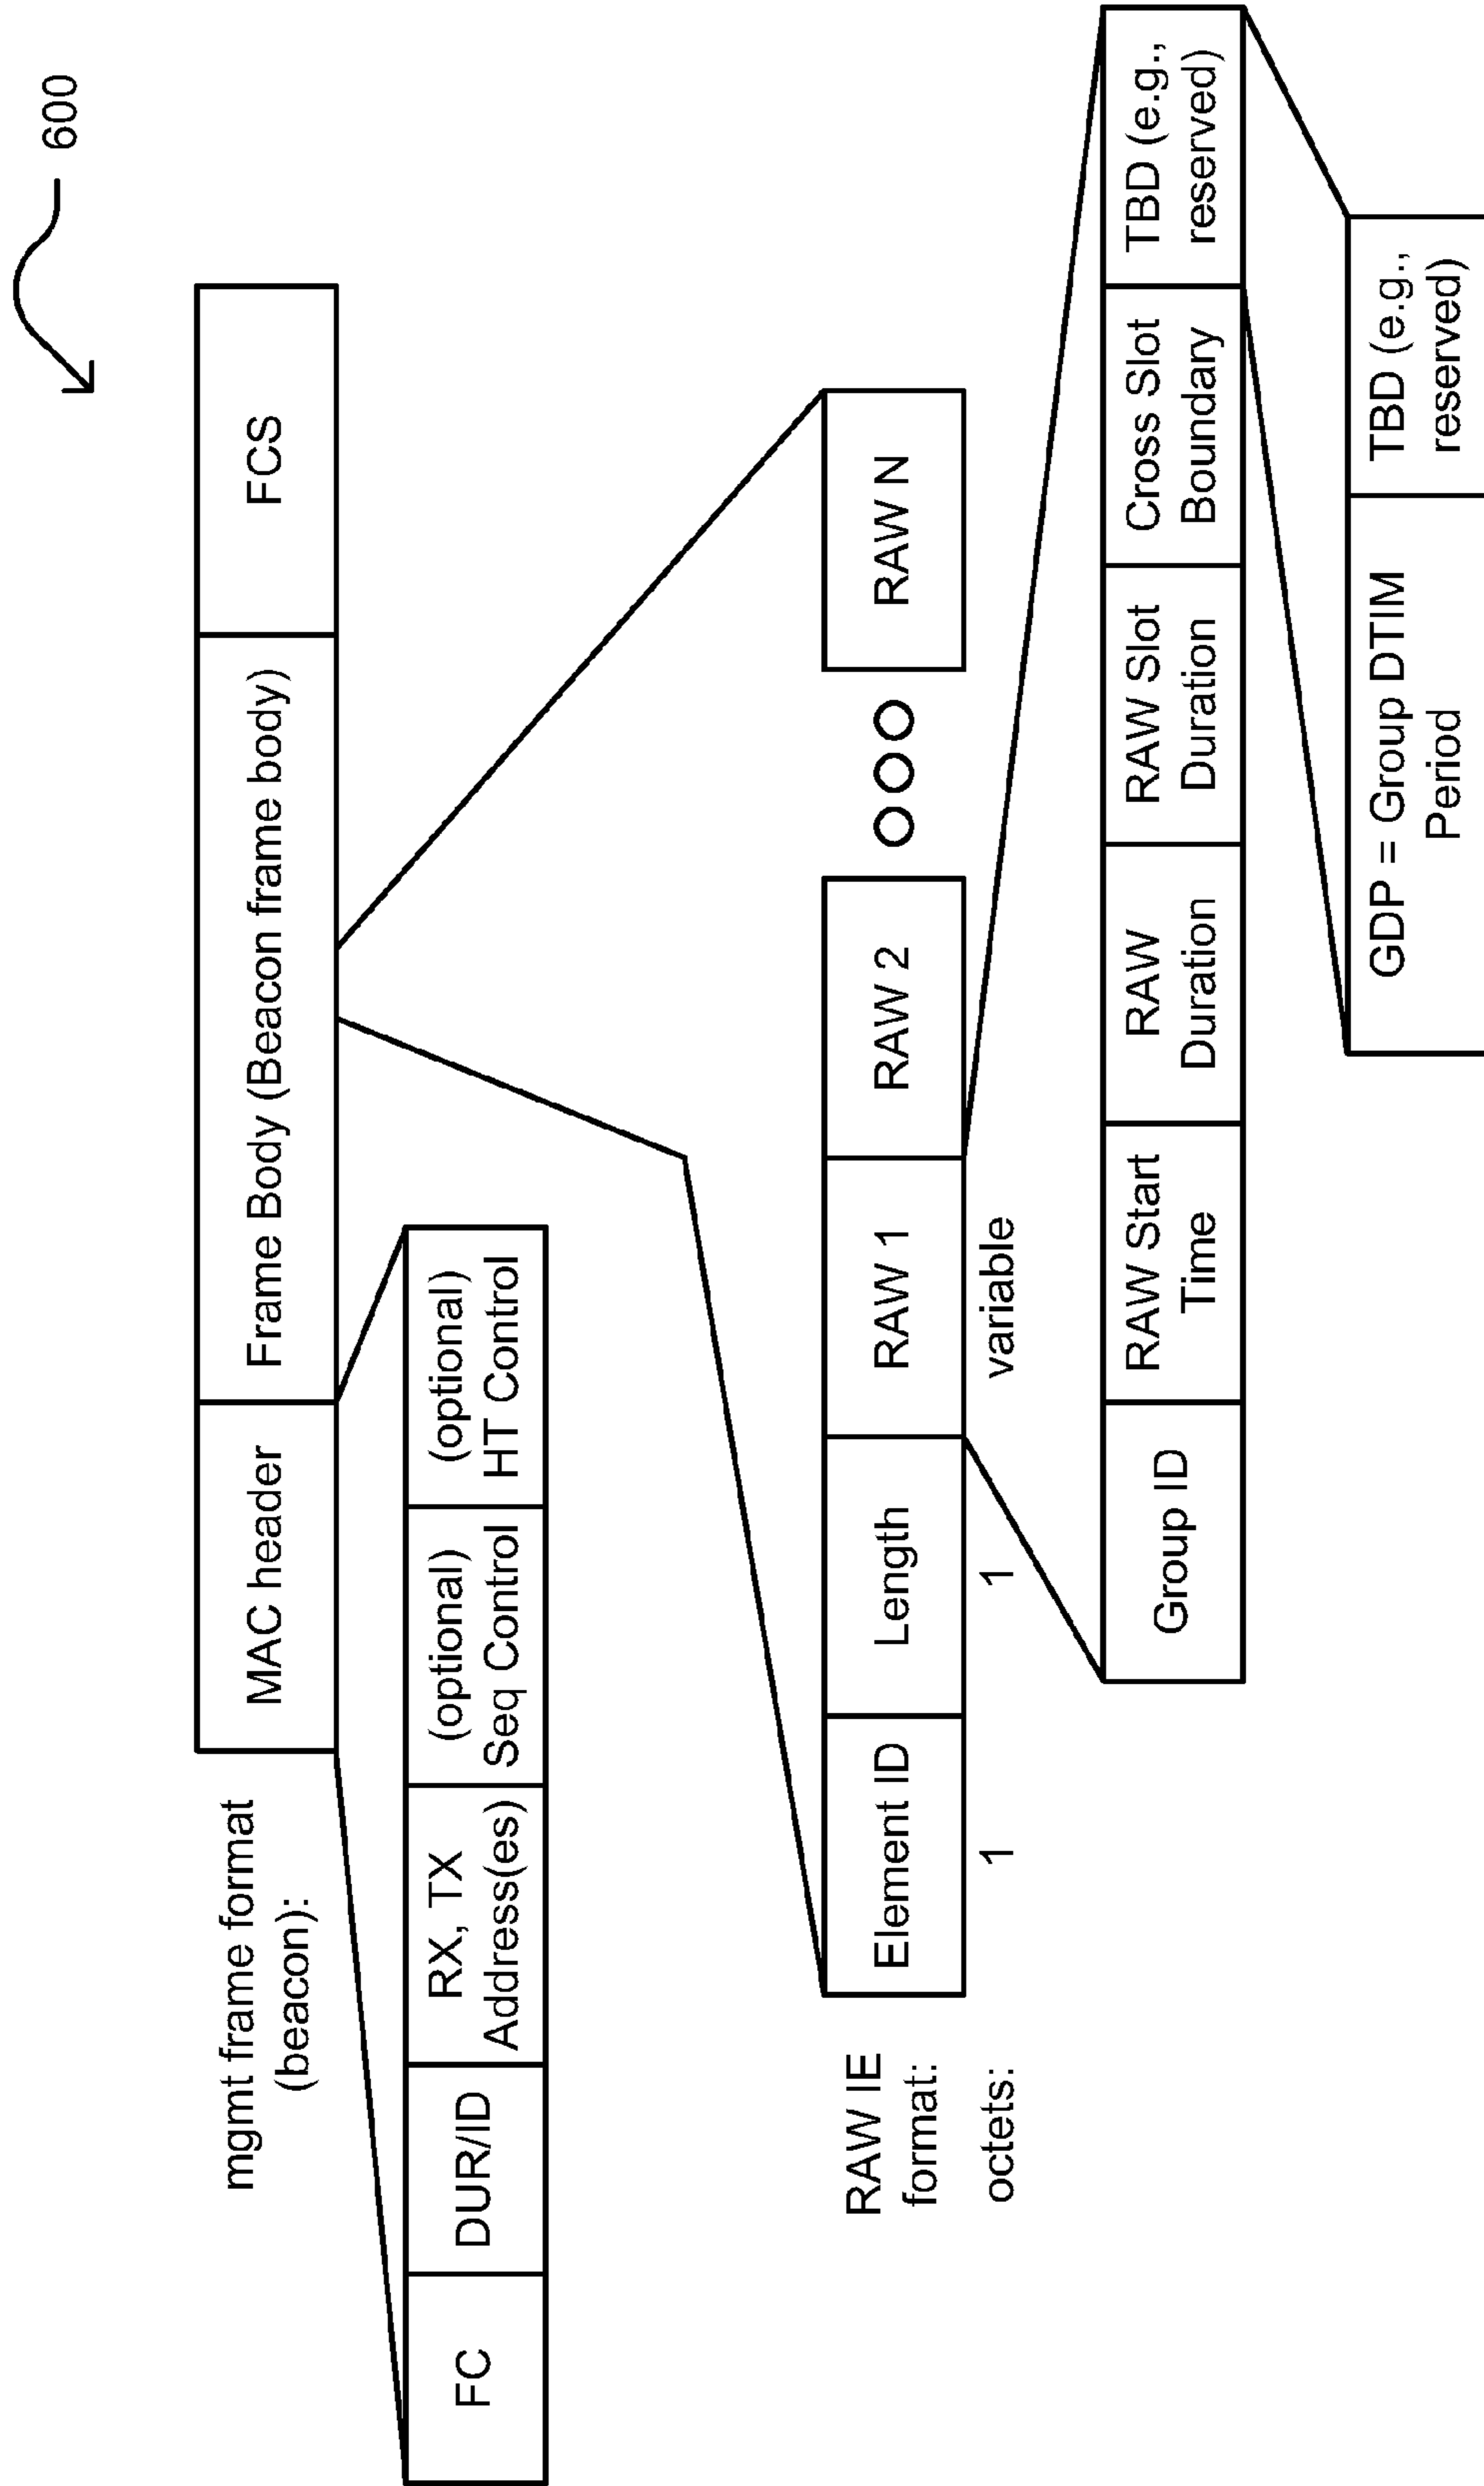 600
mgmt frame format
(beacon):
MAC header
Frame Body (Beacon frame body)
FCS
FC
DUR/ID
RX, TX
Address(es)
(optional)
Seq Control
(optional)
HT Control
RAW IE
format:
Element ID
Length
RAW 1
RAW 2
RAW N
octets:
1
1
variable
Group ID
RAW Start
Time
RAW
Duration
RAW Slot
Duration
Cross Slot
Boundary
TBD (e.g.,
reserved)
GDP = Group DTIM
Period
TBD (e.g.,
reserved)